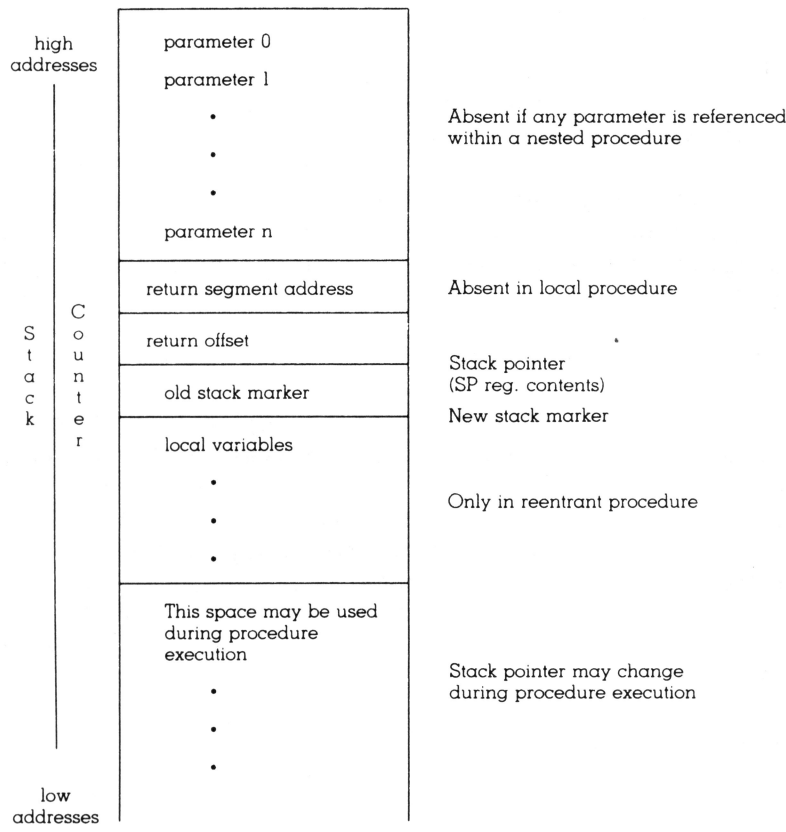 high
addresses
parameter 0
parameter 1
Absent if any parameter is referenced
within a nested procedure
parameter n
return segment address
Absent in local procedure
Stack
Counter
return offset
Stack pointer
(SP reg. contents)
old stack marker
New stack marker
local variables
Only in reentrant procedure
This space may be used
during procedure
execution
Stack pointer may change
during procedure execution
low
addresses